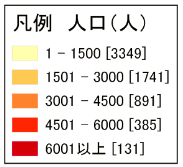 凡例 人口(人)
1 - 1500 [3349]
1501 - 3000 [1741]
3001 - 4500 [891]
4501 - 6000 [385]
6001以上 [131]